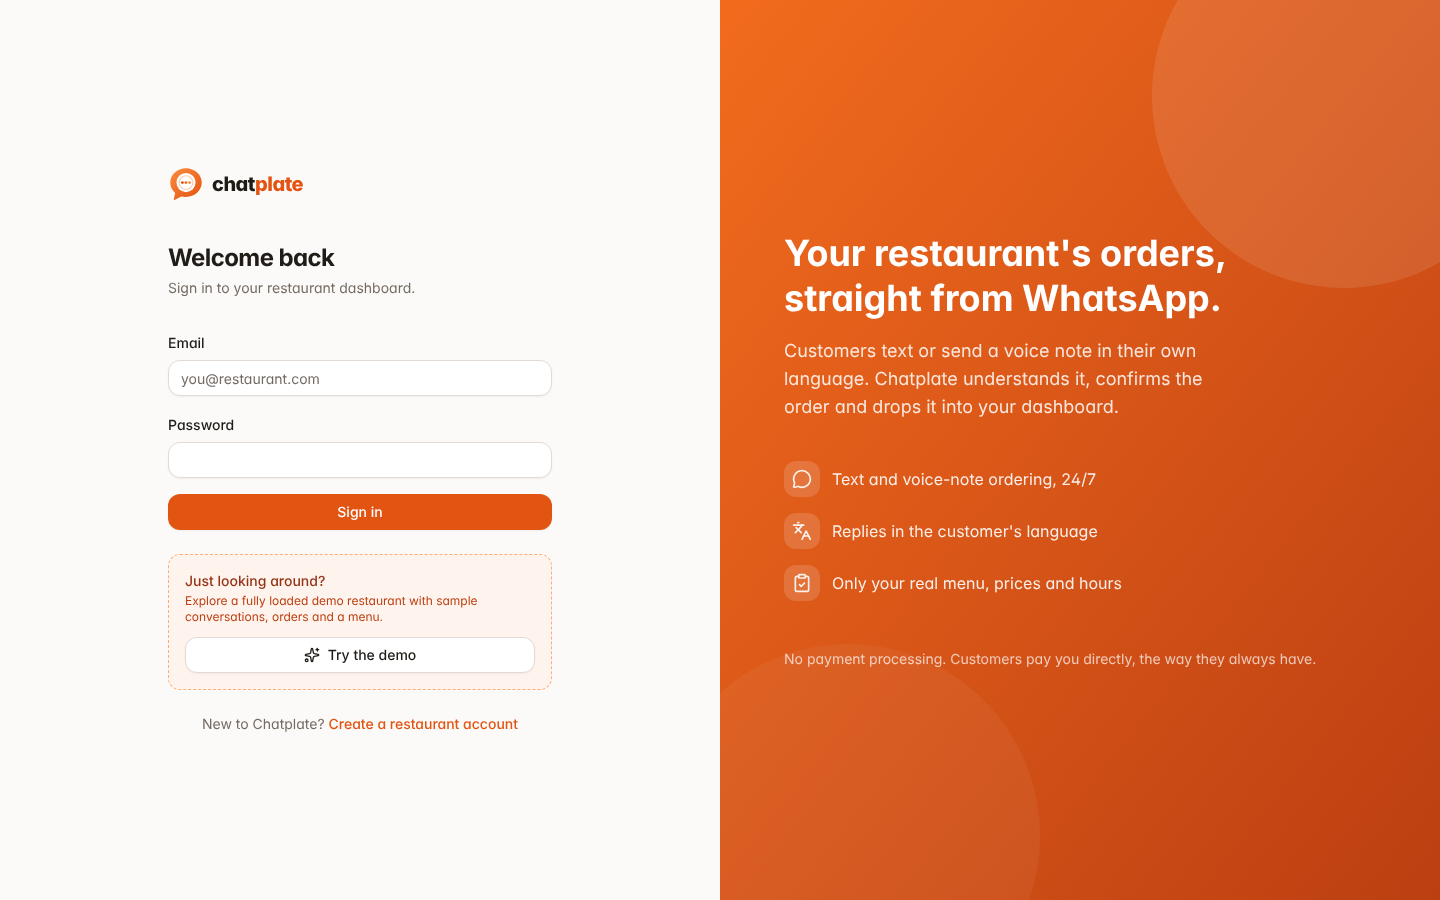 chatplate
Welcome back
Sign in to your restaurant dashboard.
Email
you@restaurant.com
Password
Sign in
Just looking around?
Explore a fully loaded demo restaurant with sample
conversations, orders and a menu.
Try the demo
New to Chatplate? Create a restaurant account
Your restaurant's orders,
straight from WhatsApp.
Customers text or send a voice note in their own
language. Chatplate understands it, confirms the
order and drops it into your dashboard.
Text and voice-note ordering, 24/7
Replies in the customer's language
Only your real menu, prices and hours
No payment processing. Customers pay you directly, the way they always have.